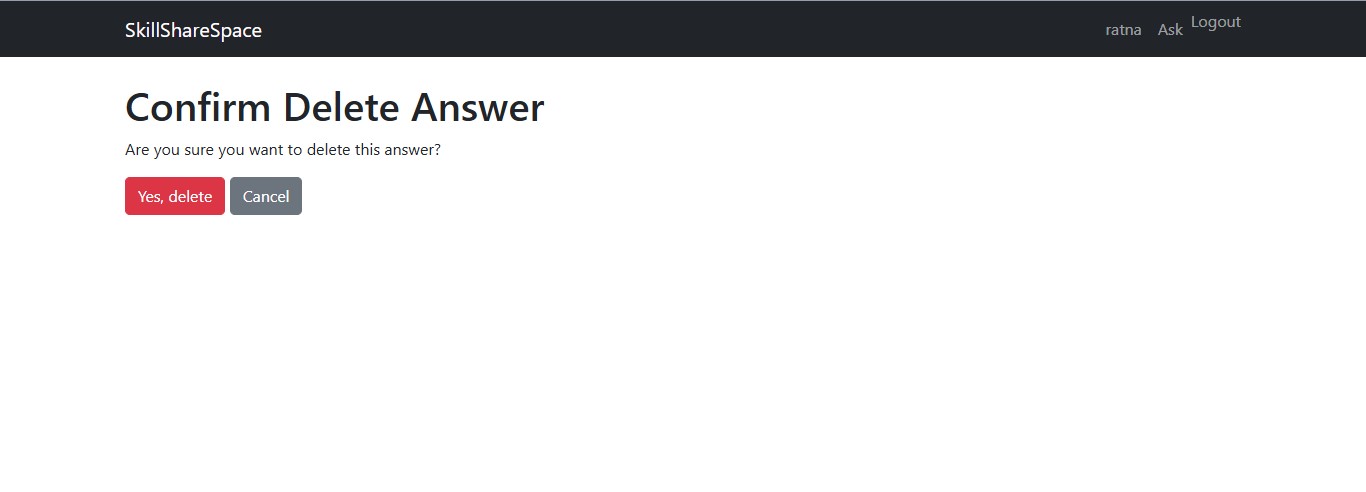 SkillShareSpace ratna Ask Logout
Confirm Delete Answer
Are you sure you want to delete this answer?
Yes, delete Cancel